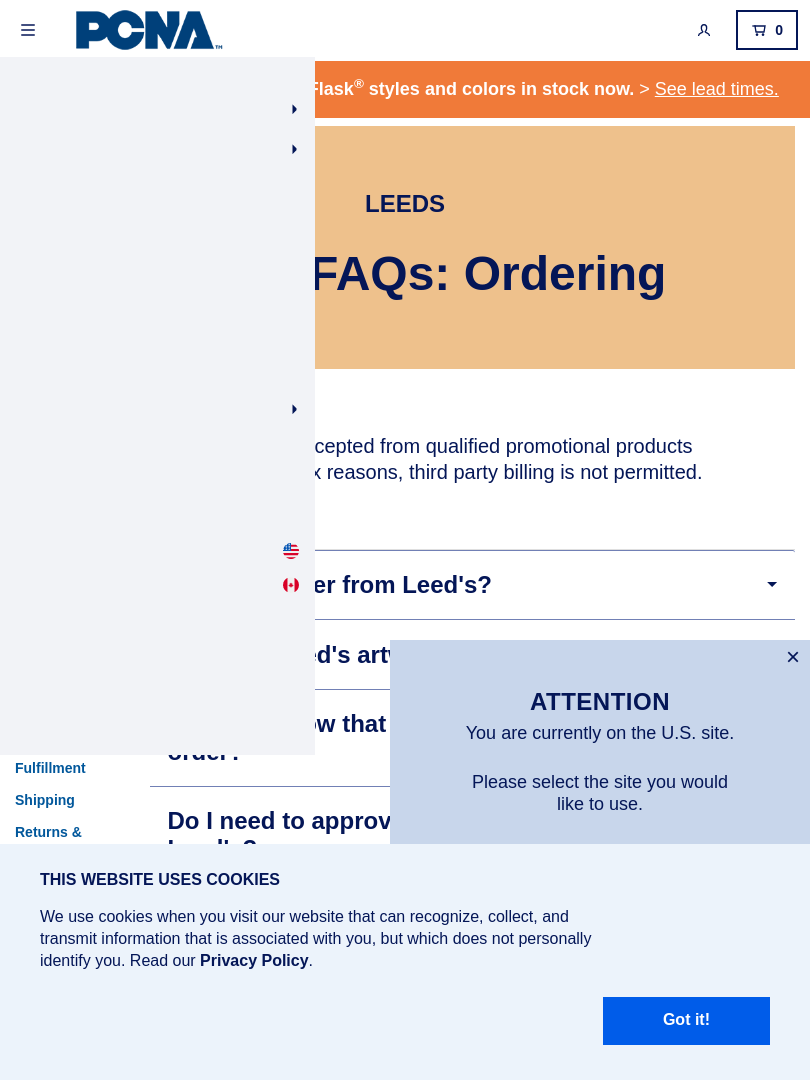 PCNA™
0
Flask® styles and colors in stock now. > See lead times.
LEEDS
FAQs: Ordering
cepted from qualified promotional products
x reasons, third party billing is not permitted.
er from Leed's?
ed's artw
ow that
order?
Do I need to approv
Fulfillment
Shipping
Returns &
×
ATTENTION
You are currently on the U.S. site.
Please select the site you would
like to use.
THIS WEBSITE USES COOKIES
We use cookies when you visit our website that can recognize, collect, and
transmit information that is associated with you, but which does not personally
identify you. Read our Privacy Policy.
Got it!